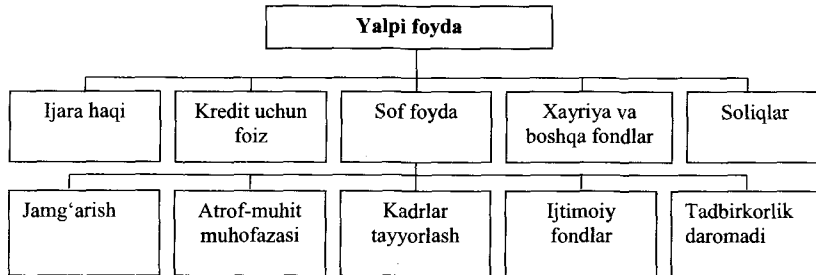 Yalpi foyda
Ijara haqi
Kredit uchun
foiz
Sof foyda
Xayriya va
boshqa fondlar
Soliqlar
Jamg‘arish
Atrof-muhit
muhofazasi
Kadrlar
tayyorlash
Ijtimoiy
fondlar
Tadbirkorlik
daromadi